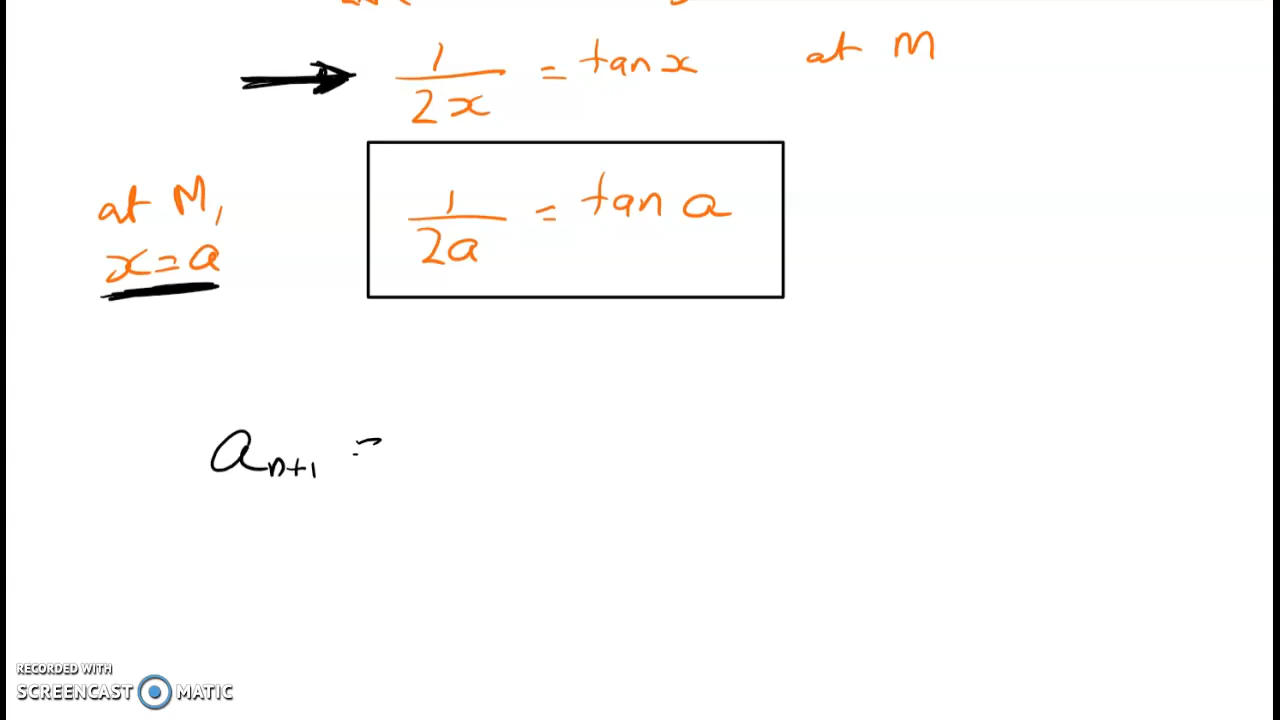 1/2x = tan x at M
at M,
x = a
1/2a = tan a
a_{n+1} =
RECORDED WITH
SCREENCAST MATIC